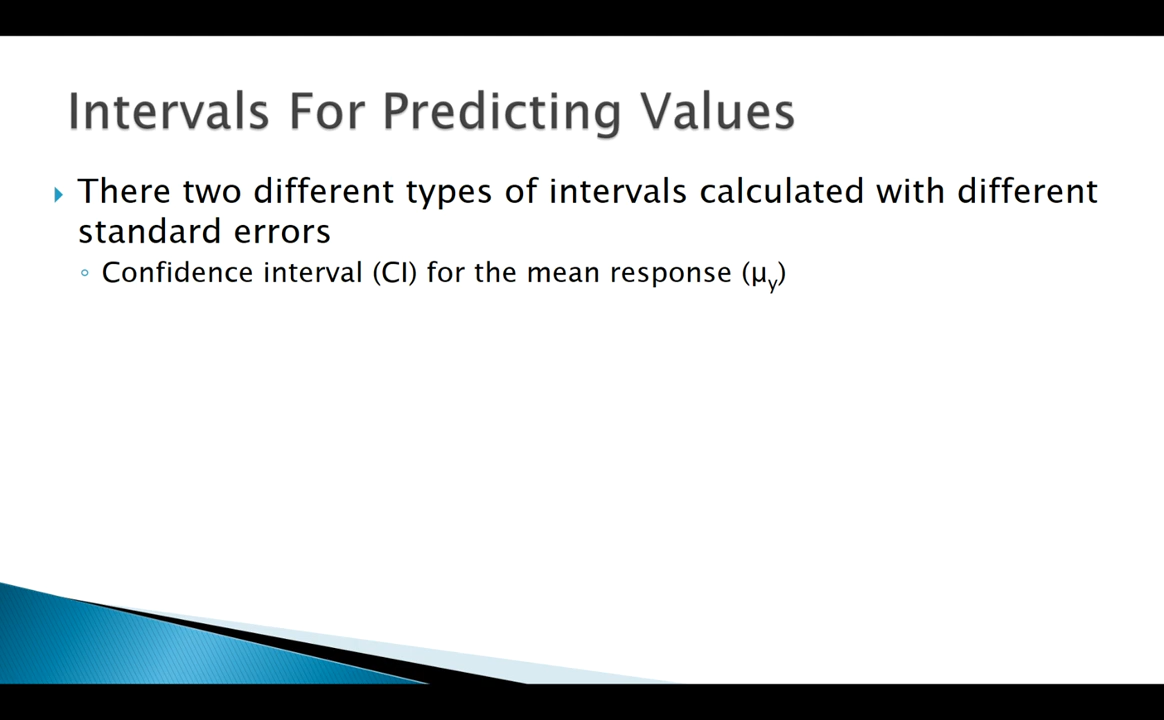 Intervals For Predicting Values
There two different types of intervals calculated with different
standard errors
Confidence interval (CI) for the mean response (μy)